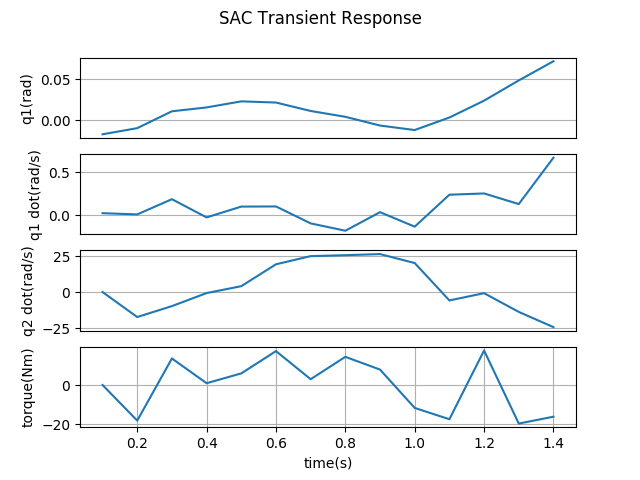 SAC Transient Response
q1(rad)
0.05
0.00
q1 dot(rad/s)
0.5
0.0
q2 dot(rad/s)
25
0
−25
torque(Nm)
0
−20
0.2 0.4 0.6 0.8 1.0 1.2 1.4
time(s)